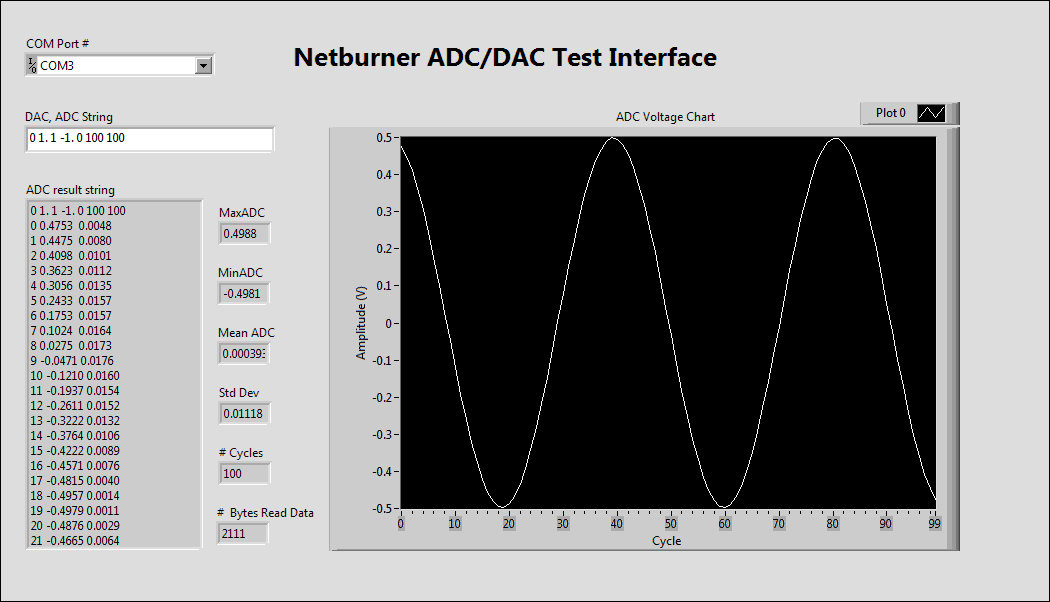 COM Port #
Netburner ADC/DAC Test Interface
I/O COM3
DAC, ADC String
0 1. 1 -1. 0 100 100
ADC Voltage Chart
Plot 0
ADC result string
0 1. 1 -1. 0 100 100
0 0.4753 0.0048
1 0.4475 0.0080
2 0.4098 0.0101
3 0.3623 0.0112
4 0.3056 0.0135
5 0.2433 0.0157
6 0.1753 0.0157
7 0.1024 0.0164
8 0.0275 0.0173
9 -0.0471 0.0176
10 -0.1210 0.0160
11 -0.1937 0.0154
12 -0.2611 0.0152
13 -0.3222 0.0132
14 -0.3764 0.0106
15 -0.4222 0.0089
16 -0.4571 0.0076
17 -0.4815 0.0040
18 -0.4957 0.0014
19 -0.4979 0.0011
20 -0.4876 0.0029
21 -0.4665 0.0064
MaxADC
0.4988
MinADC
-0.4981
Mean ADC
0.000393
Std Dev
0.01118
# Cycles
100
# Bytes Read Data
2111
Amplitude (V)
0.5
0.4
0.3
0.2
0.1
0
-0.1
-0.2
-0.3
-0.4
-0.5
0 10 20 30 40 50 60 70 80 90 99
Cycle